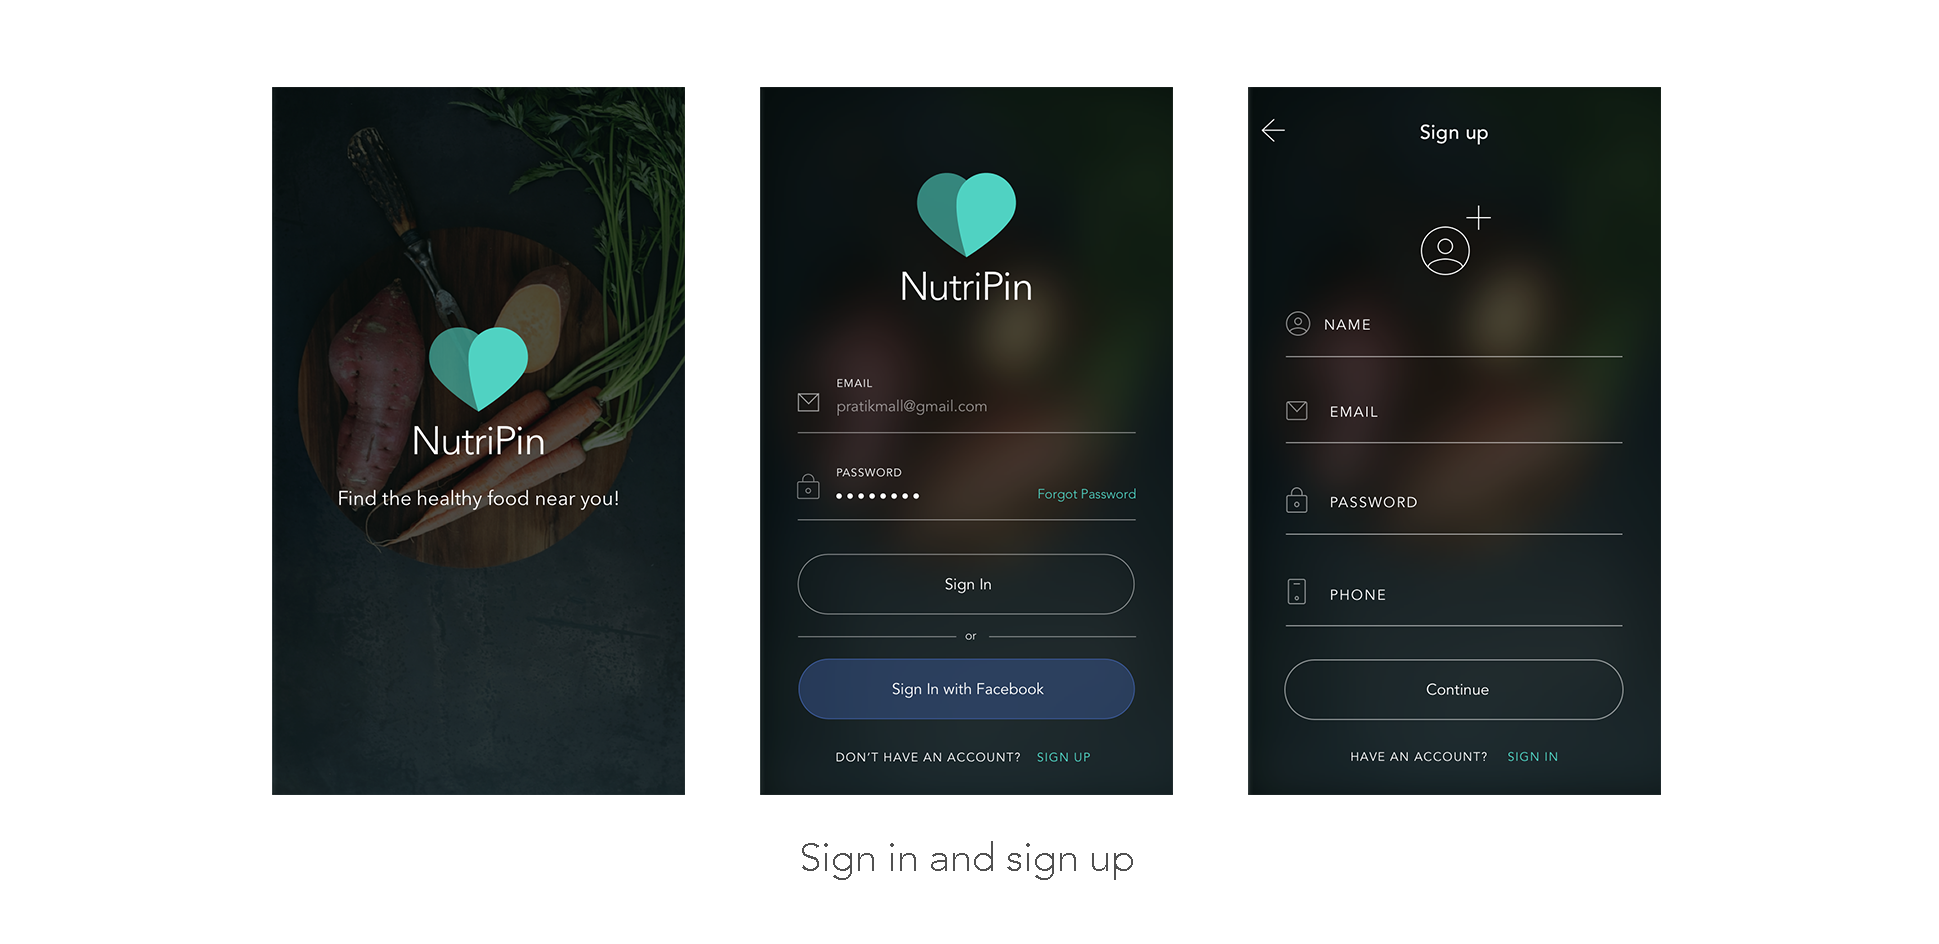 NutriPin
Find the healthy food near you!
NutriPin
EMAIL
pratikmall@gmail.com
PASSWORD
Forgot Password
Sign In
or
Sign In with Facebook
DON'T HAVE AN ACCOUNT? SIGN UP
Sign up
NAME
EMAIL
PASSWORD
PHONE
Continue
HAVE AN ACCOUNT? SIGN IN
Sign in and sign up